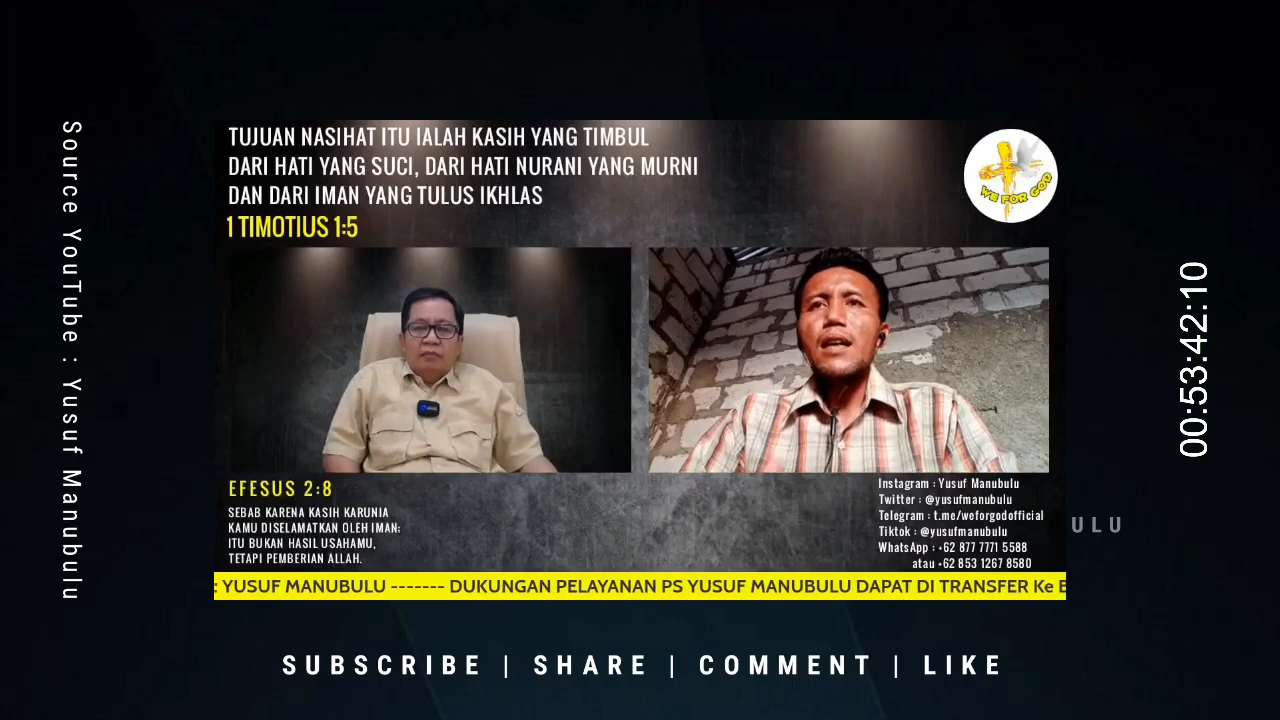 Source YouTube : Yusuf Manubulu
TUJUAN NASIHAT ITU IALAH KASIH YANG TIMBUL
DARI HATI YANG SUCI, DARI HATI NURANI YANG MURNI
DAN DARI IMAN YANG TULUS IKHLAS
1 TIMOTIUS 1:5
WE FOR GOD
00:53:42:10
EFESUS 2:8
SEBAB KARENA KASIH KARUNIA
KAMU DISELAMATKAN OLEH IMAN;
ITU BUKAN HASIL USAHAMU,
TETAPI PEMBERIAN ALLAH.
Instagram : Yusuf Manubulu
Twitter : @yusufmanubulu
Telegram : t.me/weforgodofficial
Tiktok : @yusufmanubulu
WhatsApp : +62 877 7771 5588
atau +62 853 1267 8580
ULU
: YUSUF MANUBULU ------- DUKUNGAN PELAYANAN PS YUSUF MANUBULU DAPAT DI TRANSFER Ke
SUBSCRIBE | SHARE | COMMENT | LIKE